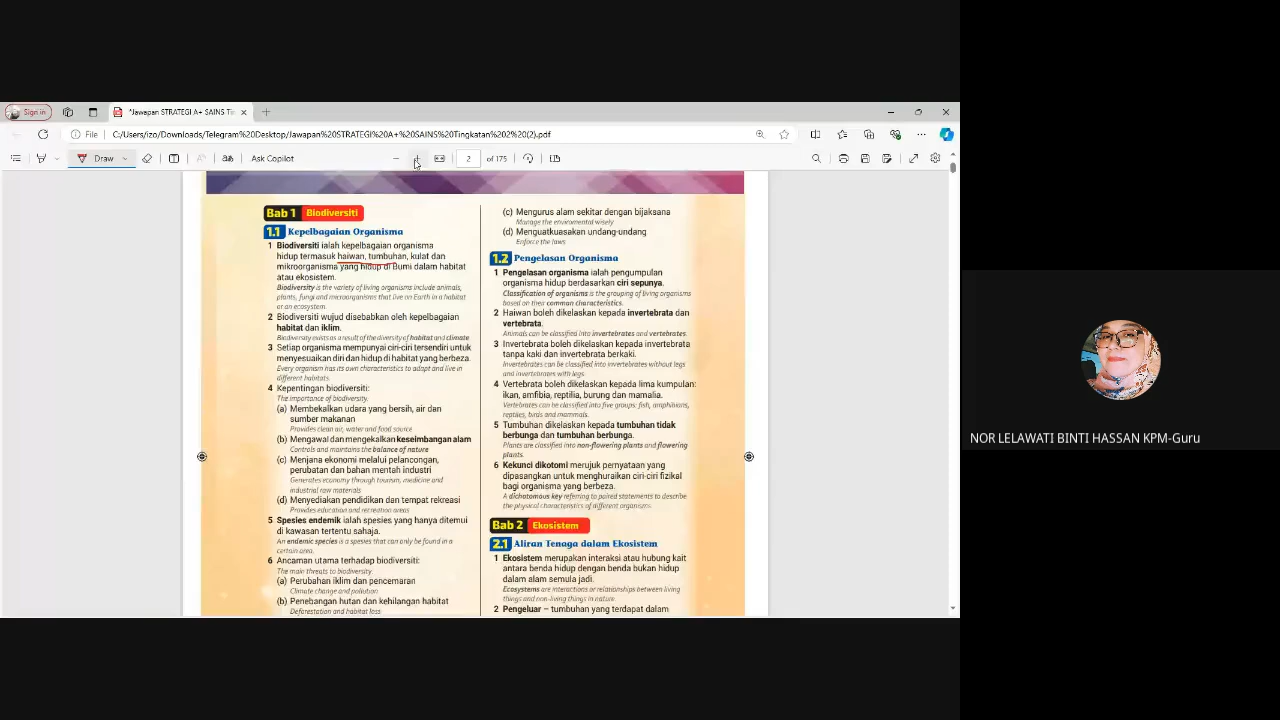 Sign in
*Jawapan STRATEGI A+ SAINS Tin
File
C:/Users/izo/Downloads/Telegram%20Desktop/Jawapan%20STRATEGI%20A+%20SAINS%20Tingkatan%202%20(2).pdf
Draw
Ask Copilot
2 of 175
Bab 1 Biodiversiti
1.1 Kepelbagaian Organisma
1 Biodiversiti ialah kepelbagaian organisma
hidup termasuk haiwan, tumbuhan, kulat dan
mikroorganisma yang hidup di Bumi dalam habitat
atau ekosistem.
Biodiversity is the variety of living organisms include animals,
plants, fungi and microorganisms that live on Earth in a habitat
or an ecosystem.
2 Biodiversiti wujud disebabkan oleh kepelbagaian
habitat dan iklim.
Biodiversity exists as a result of the diversity of habitat and climate
3 Setiap organisma mempunyai ciri-ciri tersendiri untuk
menyesuaikan diri dan hidup di habitat yang berbeza.
Every organism has its own characteristics to adapt and live in
different habitats.
4 Kepentingan biodiversiti:
The importance of biodiversity.
(a) Membekalkan udara yang bersih, air dan
sumber makanan
Provides clean air, water and food source
(b) Mengawal dan mengekalkan keseimbangan alam
Controls and maintains the balance of nature
(c) Menjana ekonomi melalui pelancongan,
perubatan dan bahan mentah industri
Generates economy through tourism, medicine and
industrial raw materials
(d) Menyediakan pendidikan dan tempat rekreasi
Provides education and recreation areas
5 Spesies endemik ialah spesies yang hanya ditemui
di kawasan tertentu sahaja.
An endemic species is a spesies that can only be found in a
certain area.
6 Ancaman utama terhadap biodiversiti:
The main threats to biodiversity.
(a) Perubahan iklim dan pencemaran
Climate change and pollution
(b) Penebangan hutan dan kehilangan habitat
Deforestation and habitat loss
(c) Mengurus alam sekitar dengan bijaksana
Manage the enviromental wisely
(d) Menguatkuasakan undang-undang
Enforce the laws
1.2 Pengelasan Organisma
1 Pengelasan organisma ialah pengumpulan
organisma hidup berdasarkan ciri sepunya.
Classification of organisms is the grouping of living organisms
based on their common characteristics.
2 Haiwan boleh dikelaskan kepada invertebrata dan
vertebrata.
Animals can be classified into invertebrates and vertebrates.
3 Invertebrata boleh dikelaskan kepada invertebrata
tanpa kaki dan invertebrata berkaki.
Invertebrates can be classified into invertebrates without legs
and invertebrates with legs
4 Vertebrata boleh dikelaskan kepada lima kumpulan:
ikan, amfibia, reptilia, burung dan mamalia.
Vertebrates can be classified into five groups: fish, amphibians,
reptiles, birds and mammals.
5 Tumbuhan dikelaskan kepada tumbuhan tidak
berbunga dan tumbuhan berbunga.
Plants are classified into non-flowering plants and flowering
plants.
6 Kekunci dikotomi merujuk pernyataan yang
dipasangkan untuk menghuraikan ciri-ciri fizikal
bagi organisma yang berbeza.
A dichotomous key referring to paired statements to describe
the physical characteristics of different organisms
Bab 2 Ekosistem
2.1 Aliran Tenaga dalam Ekosistem
1 Ekosistem merupakan interaksi atau hubung kait
antara benda hidup dengan benda bukan hidup
dalam alam semula jadi.
Ecosystems are interactions or relationships between living
things and non-living things in nature.
2 Pengeluar – tumbuhan yang terdapat dalam
NOR LELAWATI BINTI HASSAN KPM-Guru